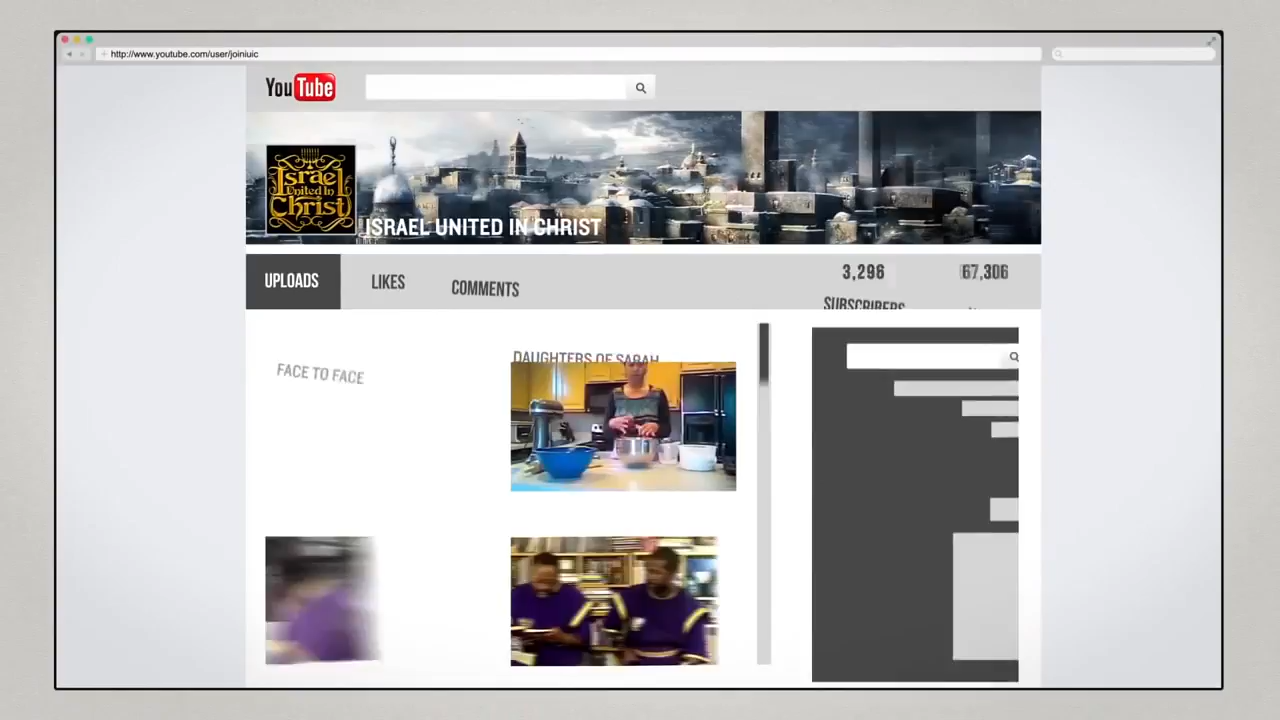 http://www.youtube.com/user/joiniuic
YouTube
Israel
United In
Christ
ISRAEL UNITED IN CHRIST
UPLOADS
LIKES
COMMENTS
3,296
67,306
SUBSCRIBERS
FACE TO FACE
DAUGHTERS OF SARAH